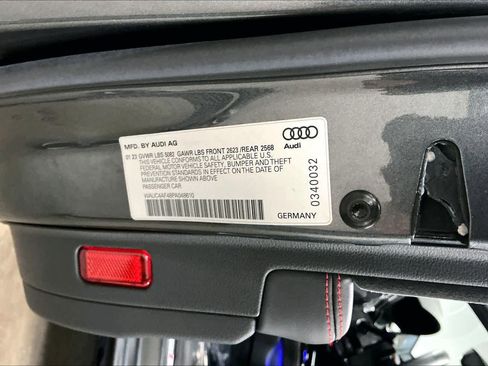 MFD. BY AUDI AG
01 23 GVWR LBS 5082 GAWR LBS FRONT 2623 /REAR 2568
THIS VEHICLE CONFORMS TO ALL APPLICABLE U.S.
FEDERAL MOTOR VEHICLE SAFETY, BUMPER AND THEFT
PREVENTION STANDARDS IN EFFECT ON THE DATE OF
MANUFACTURE SHOWN ABOVE.
PASSENGER CAR
WAUC4AF48PA048610
Audi
0340032
GERMANY